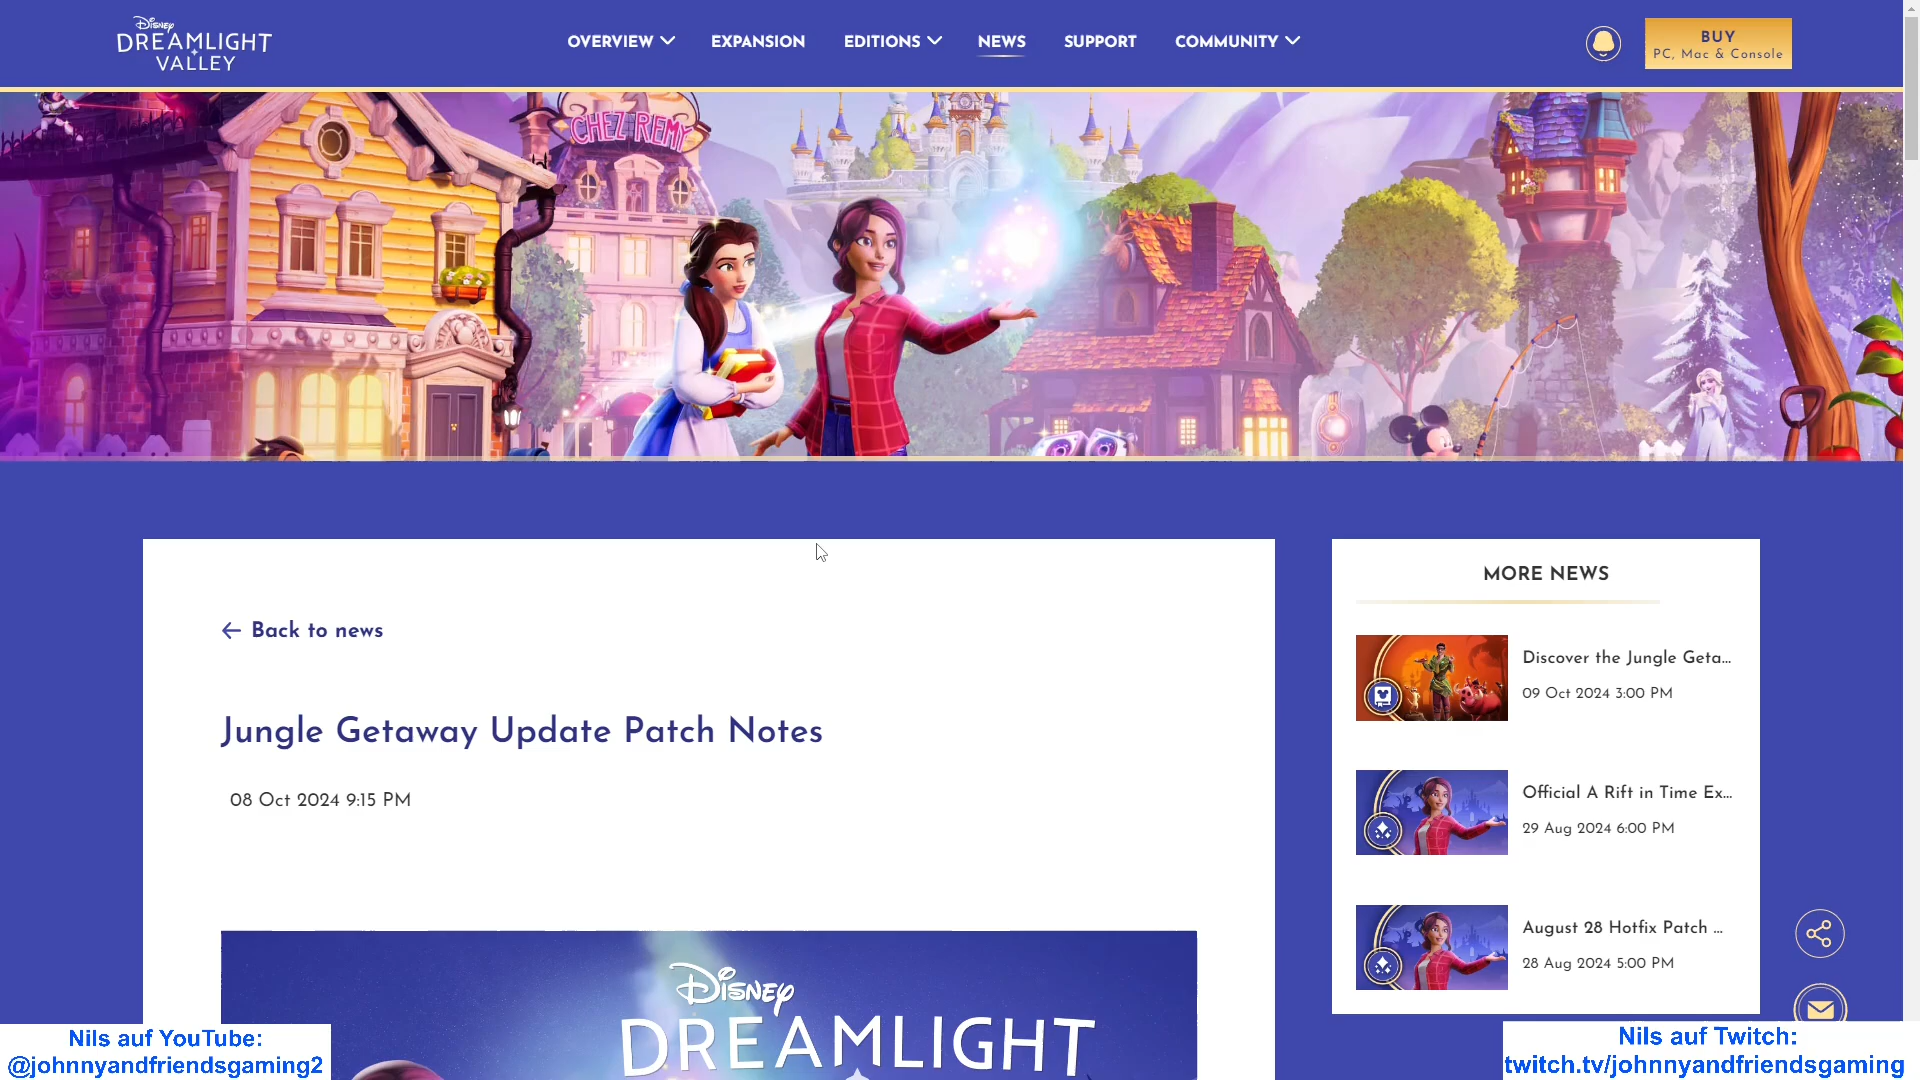 Disney
DREAMLIGHT
VALLEY
OVERVIEW
EXPANSION
EDITIONS
NEWS
SUPPORT
COMMUNITY
BUY
PC, Mac & Console
CHEZ REMY
← Back to news
Jungle Getaway Update Patch Notes
08 Oct 2024 9:15 PM
Disney
DREAMLIGHT
MORE NEWS
Discover the Jungle Geta...
09 Oct 2024 3:00 PM
Official A Rift in Time Ex...
29 Aug 2024 6:00 PM
August 28 Hotfix Patch ...
28 Aug 2024 5:00 PM
Nils auf YouTube:
@johnnyandfriendsgaming2
Nils auf Twitch:
twitch.tv/johnnyandfriendsgaming